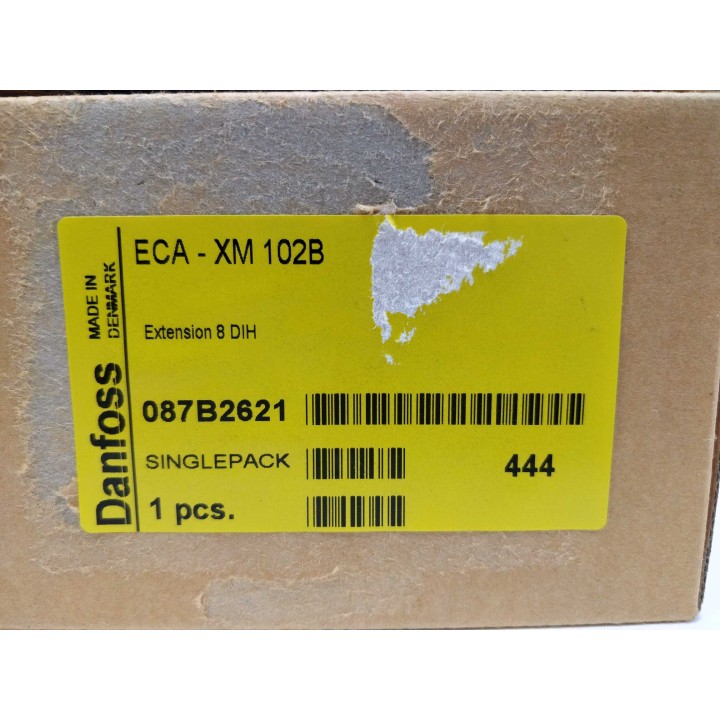 ECA - XM 102B
Extension 8 DIH
087B2621
SINGLEPACK
444
1 pcs.
Danfoss
MADE IN
DENMARK